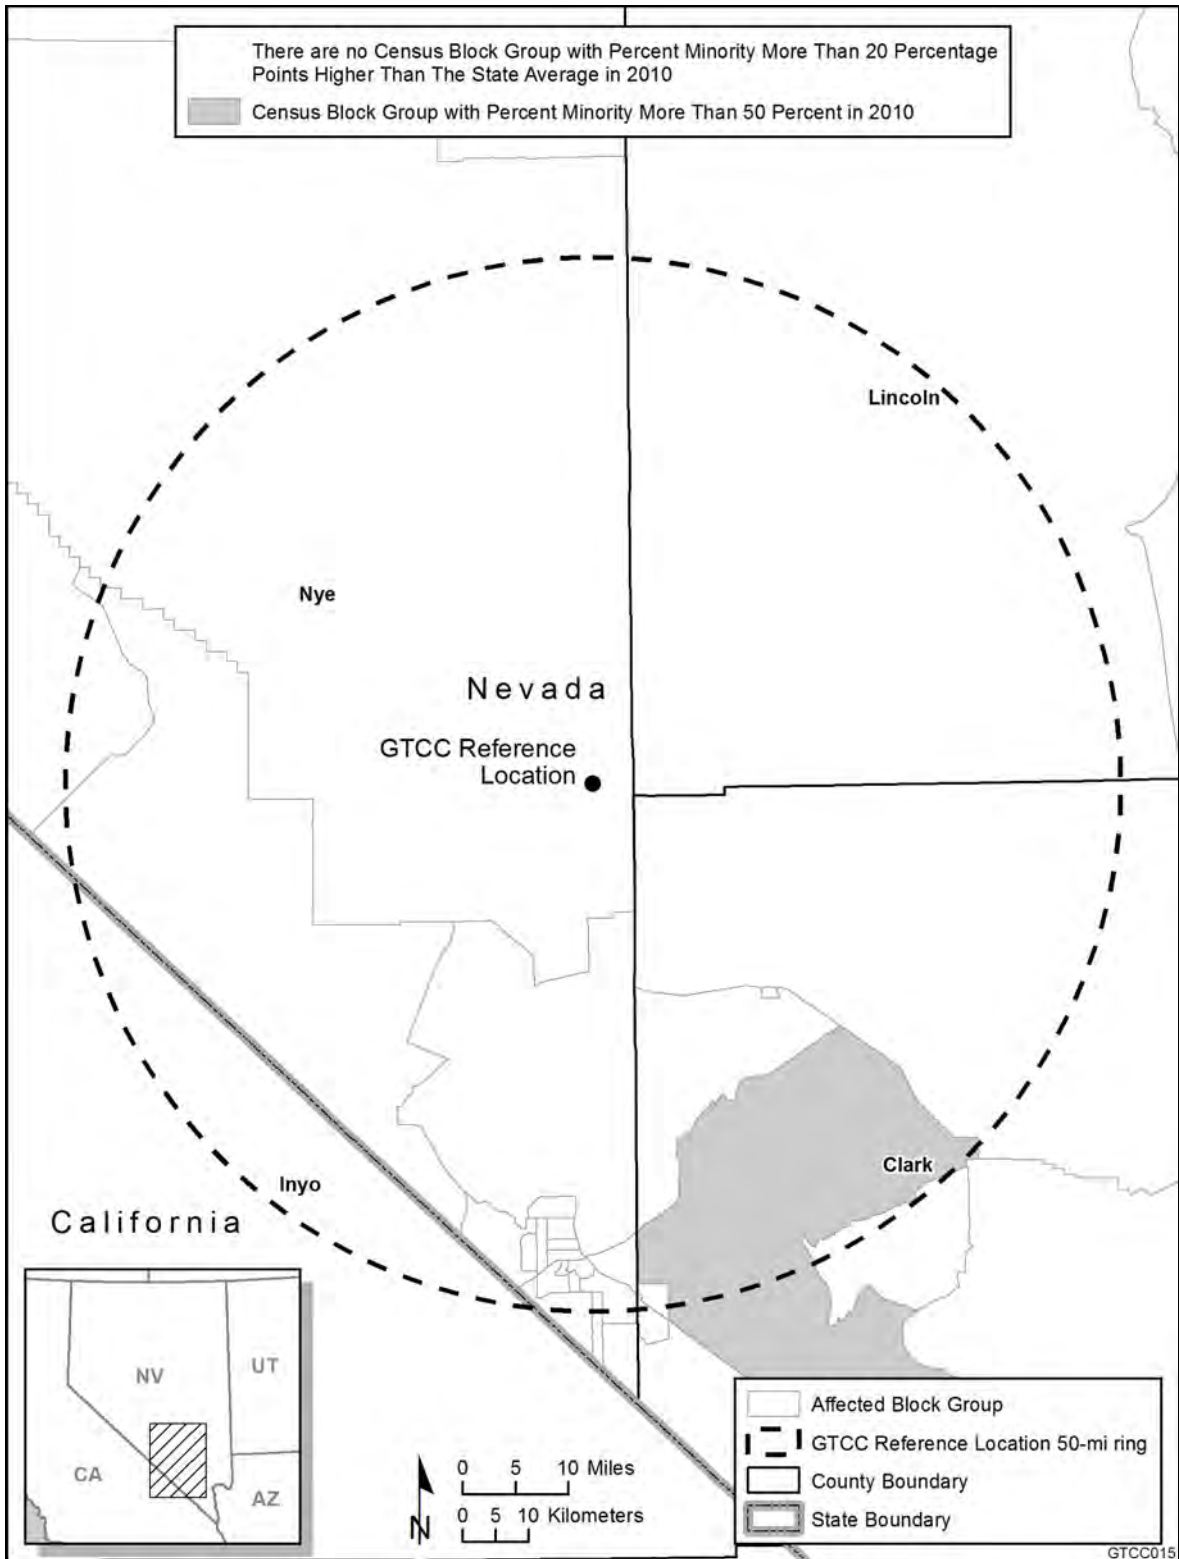 There are no Census Block Group with Percent Minority More Than 20 Percentage
Points Higher Than The State Average in 2010
Census Block Group with Percent Minority More Than 50 Percent in 2010
Lincoln
Nye
Nevada
GTCC Reference
Location
Clark
Inyo
California
NV
UT
CA
AZ
0 5 10 Miles
0 5 10 Kilometers
N
Affected Block Group
GTCC Reference Location 50-mi ring
County Boundary
State Boundary
GTCC015